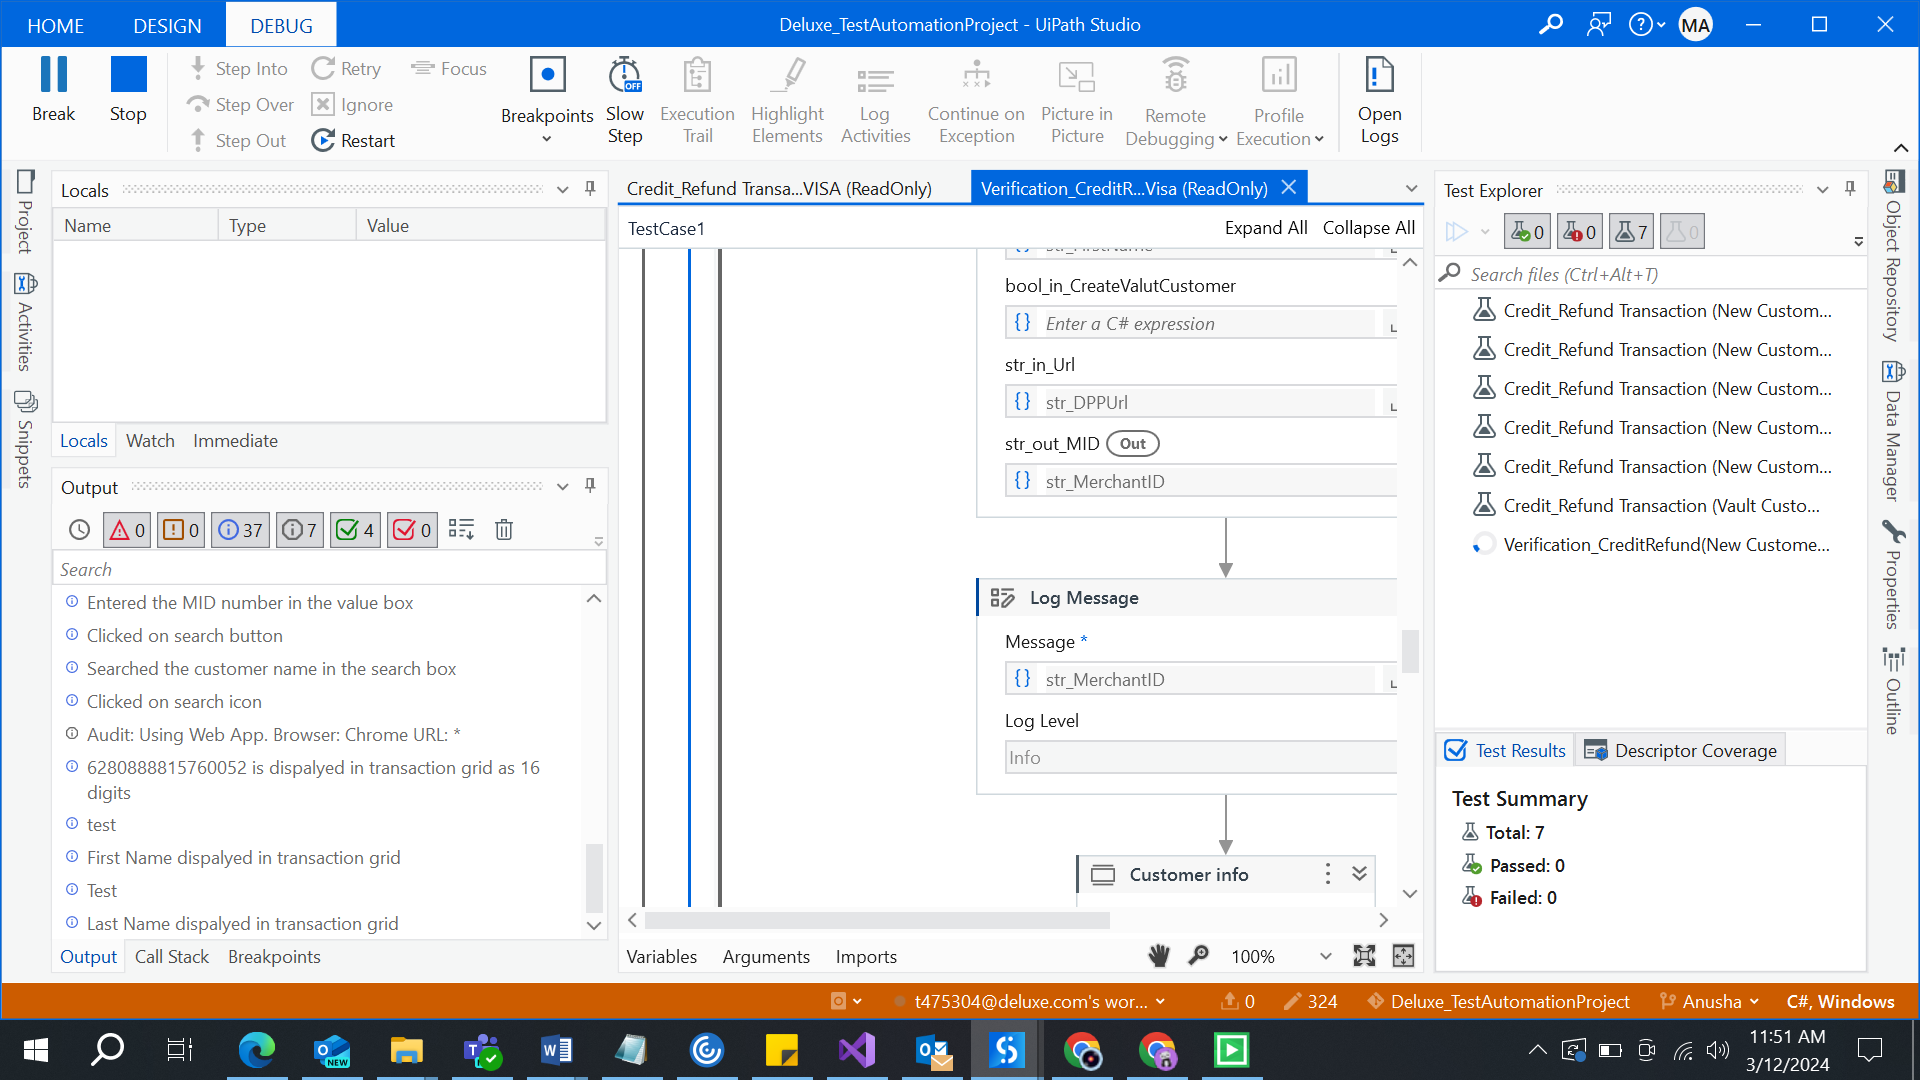 HOME
DESIGN
DEBUG
Deluxe_TestAutomationProject - UiPath Studio
MA
Break
Stop
Step Into
Step Over
Step Out
Retry
Ignore
Restart
Focus
Breakpoints
Slow
Step
OFF
Execution
Trail
Highlight
Elements
Log
Activities
Continue on
Exception
Picture in
Picture
Remote
Debugging
Profile
Execution
Open
Logs
Project
Activities
Snippets
Locals
Name Type Value
Locals Watch Immediate
Output
0 0 37 7 4 0
Search
Entered the MID number in the value box
Clicked on search button
Searched the customer name in the search box
Clicked on search icon
Audit: Using Web App. Browser: Chrome URL: *
6280888815760052 is dispalyed in transaction grid as 16
digits
test
First Name dispalyed in transaction grid
Test
Last Name dispalyed in transaction grid
Output Call Stack Breakpoints
Credit_Refund Transa...VISA (ReadOnly)
Verification_CreditR...Visa (ReadOnly)
TestCase1
Expand All Collapse All
str_FirstName
bool_in_CreateValutCustomer
{} Enter a C# expression
str_in_Url
{} str_DPPUrl
str_out_MID Out
{} str_MerchantID
Log Message
Message *
{} str_MerchantID
Log Level
Info
Customer info
Variables Arguments Imports
100%
Test Explorer
0 0 7 0
Search files (Ctrl+Alt+T)
Credit_Refund Transaction (New Custom...
Credit_Refund Transaction (New Custom...
Credit_Refund Transaction (New Custom...
Credit_Refund Transaction (New Custom...
Credit_Refund Transaction (New Custom...
Credit_Refund Transaction (Vault Custo...
Verification_CreditRefund(New Custome...
Test Results
Descriptor Coverage
Test Summary
Total: 7
Passed: 0
Failed: 0
Object Repository
Data Manager
Properties
Outline
t475304@deluxe.com's wor...
0
324
Deluxe_TestAutomationProject
Anusha
C#, Windows
NEW
11:51 AM
3/12/2024